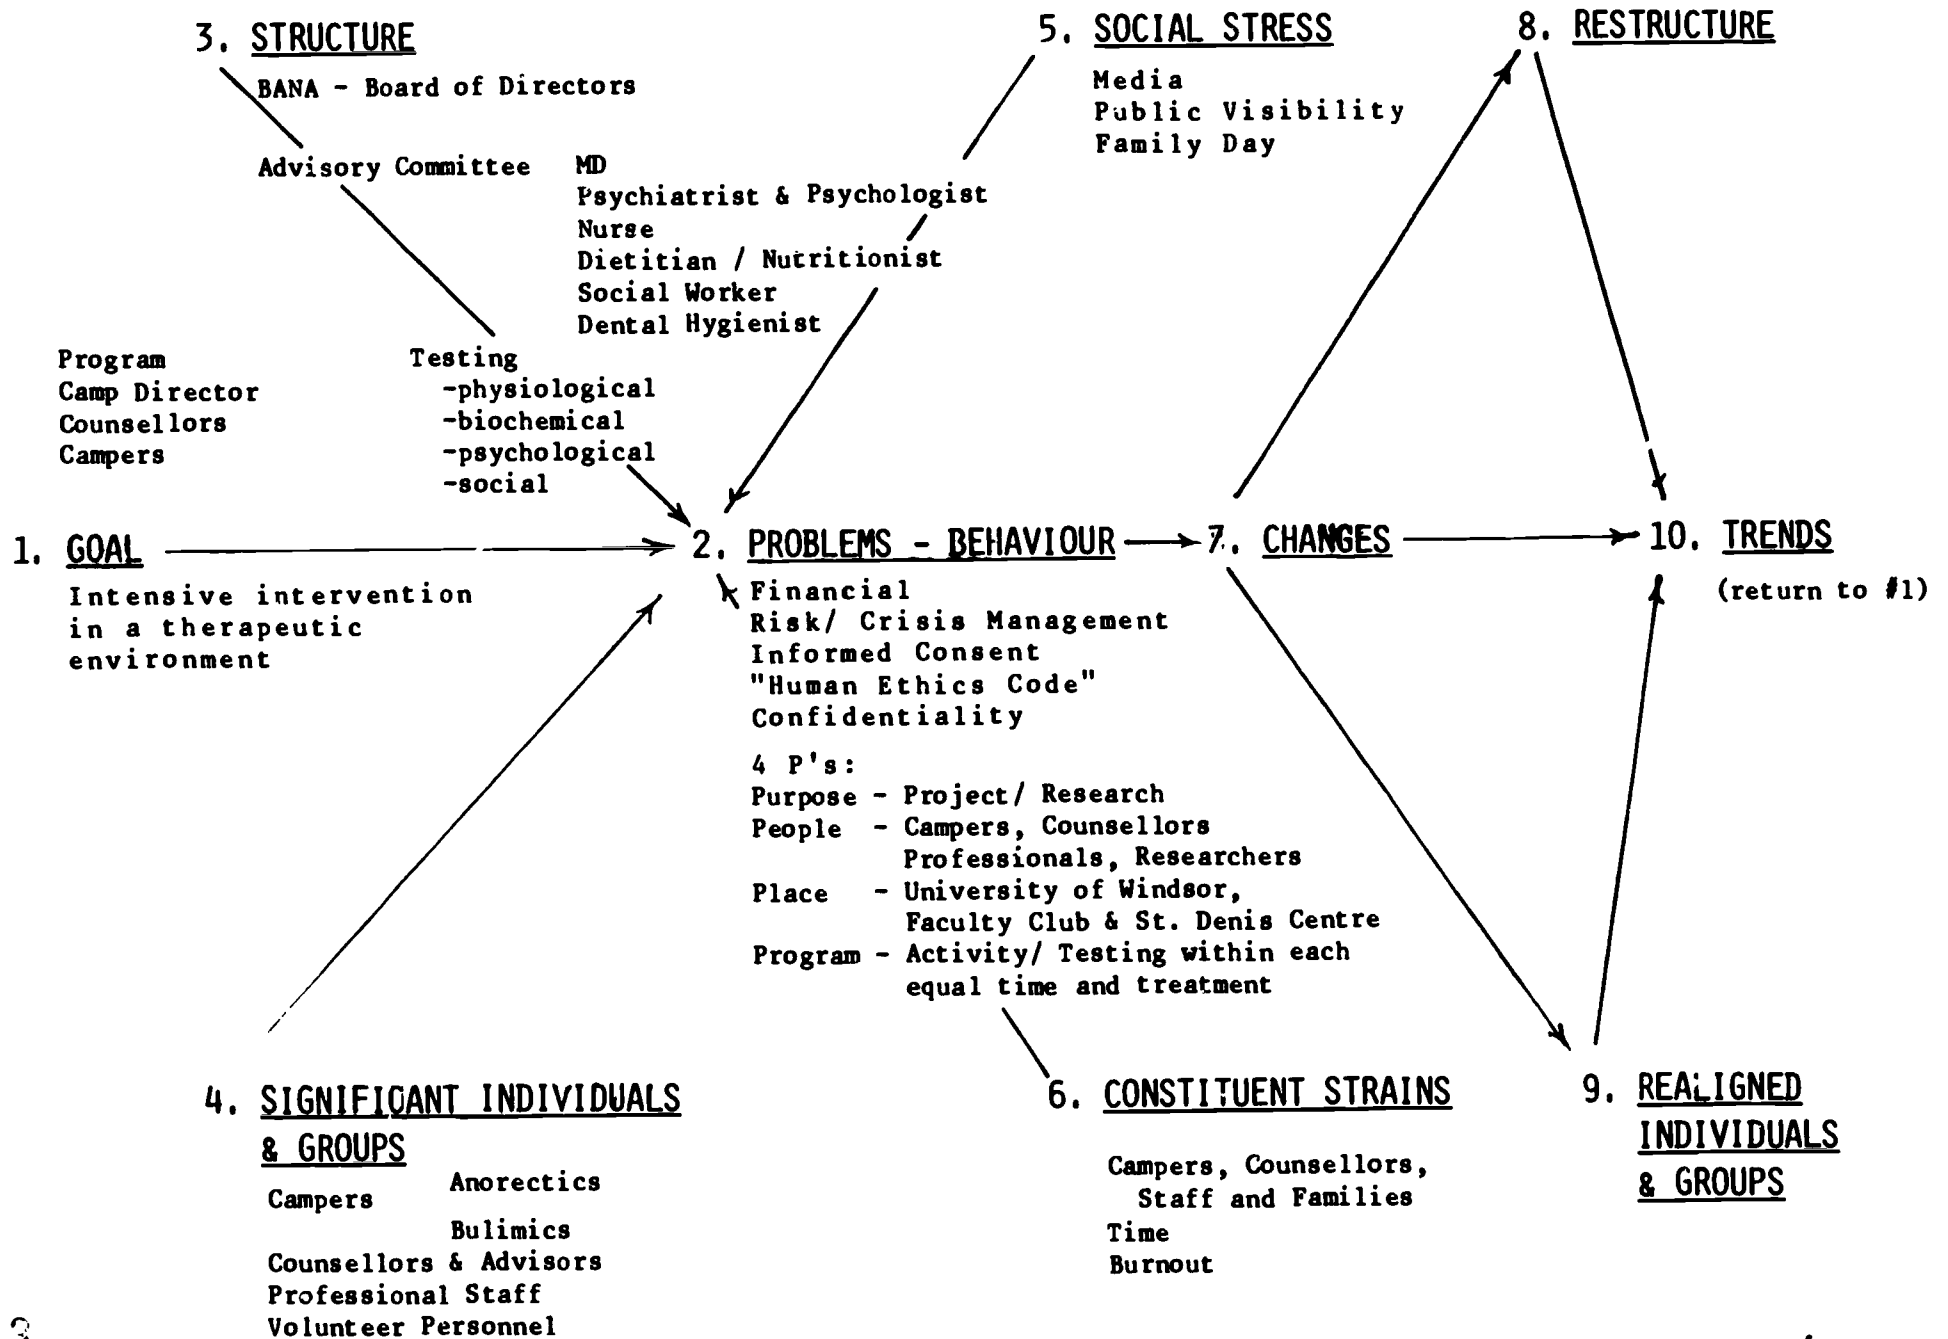 3. STRUCTURE
BANA - Board of Directors
Advisory Committee
MD
Psychiatrist & Psychologist
Nurse
Dietitian / Nutritionist
Social Worker
Dental Hygienist
Program
Camp Director
Counsellors
Campers
Testing
-physiological
-biochemical
-psychological
-social
5. SOCIAL STRESS
Media
Public Visibility
Family Day
8. RESTRUCTURE
1. GOAL
Intensive intervention
in a therapeutic
environment
2. PROBLEMS - BEHAVIOUR
Financial
Risk/ Crisis Management
Informed Consent
"Human Ethics Code"
Confidentiality
4 P's:
Purpose - Project/ Research
People - Campers, Counsellors
Professionals, Researchers
Place - University of Windsor,
Faculty Club & St. Denis Centre
Program - Activity/ Testing within each
equal time and treatment
7. CHANGES
10. TRENDS
(return to #1)
4. SIGNIFICANT INDIVIDUALS
& GROUPS
Campers
Anorectics
Bulimics
Counsellors & Advisors
Professional Staff
Volunteer Personnel
6. CONSTITUENT STRAINS
Campers, Counsellors,
Staff and Families
Time
Burnout
9. REALIGNED
INDIVIDUALS
& GROUPS